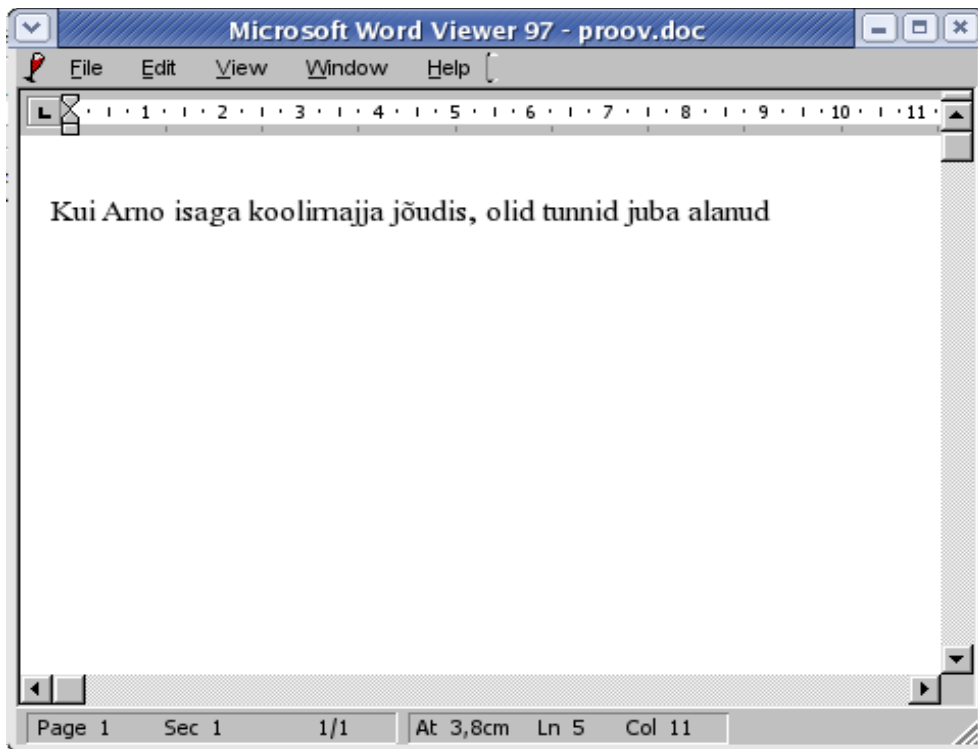 Microsoft Word Viewer 97 - proov.doc
File Edit View Window Help
1 2 3 4 5 6 7 8 9 10 11
Kui Arno isaga koolimajja jõudis, olid tunnid juba alanud
Page 1 Sec 1 1/1 At 3,8cm Ln 5 Col 11